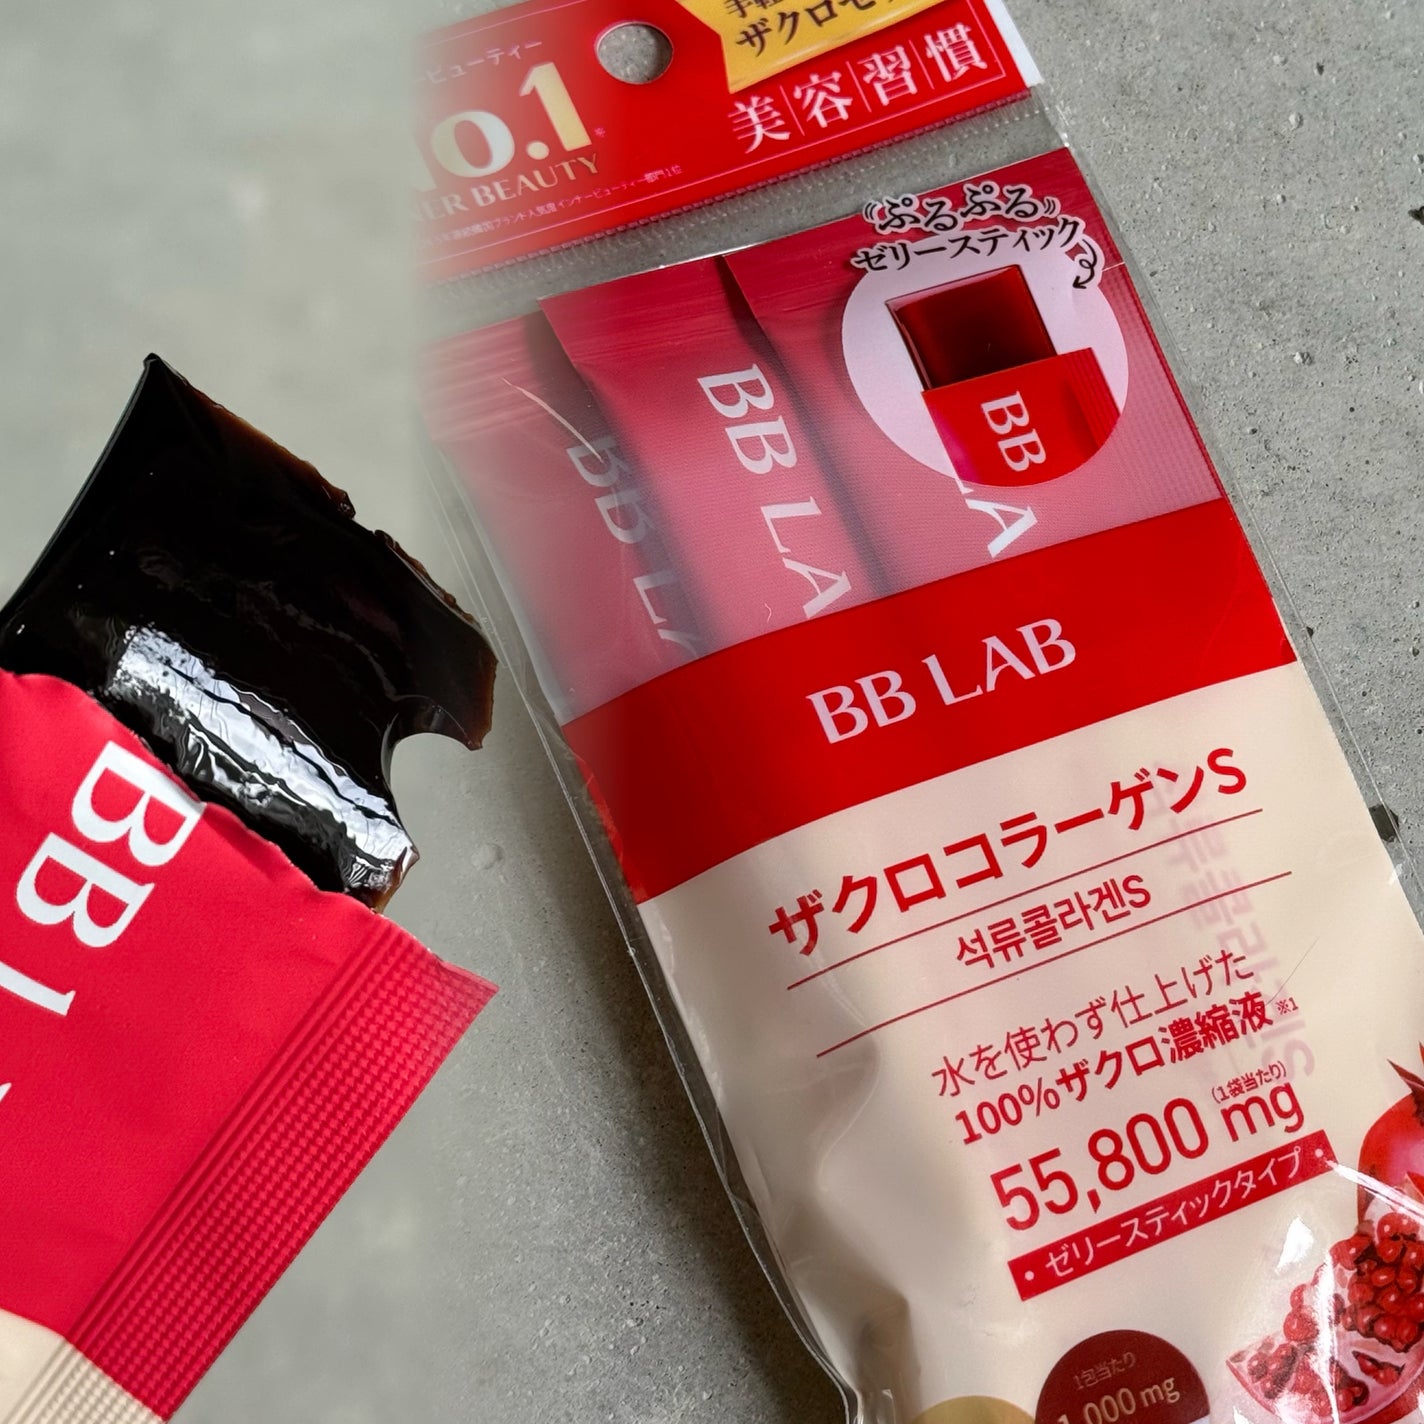 ービューティー
No.1
INNER BEAUTY
ザクロゼ
美容習慣
ぷるぷる
ゼリースティック
BB
BB LA
BB LA
LA
BB LAB
ザクロコラーゲンS
석류콜라겐S
水を使わず仕上げた
100%ザクロ濃縮液※1
(1袋当たり)
55,800 mg
・ゼリースティックタイプ・
1包当たり
1,000 mg
BB L